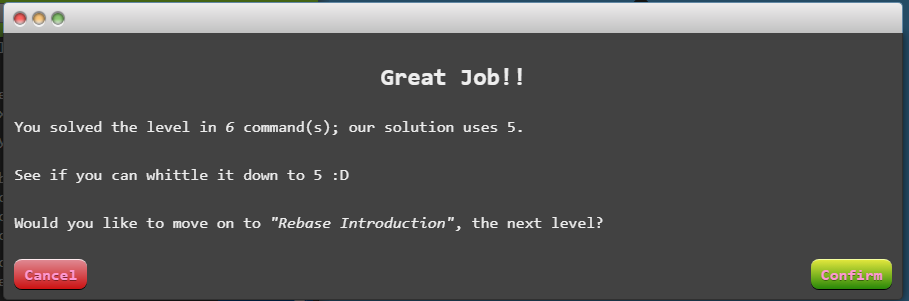 Great Job!!
You solved the level in 6 command(s); our solution uses 5.
See if you can whittle it down to 5 :D
Would you like to move on to "Rebase Introduction", the next level?
Cancel
Confirm